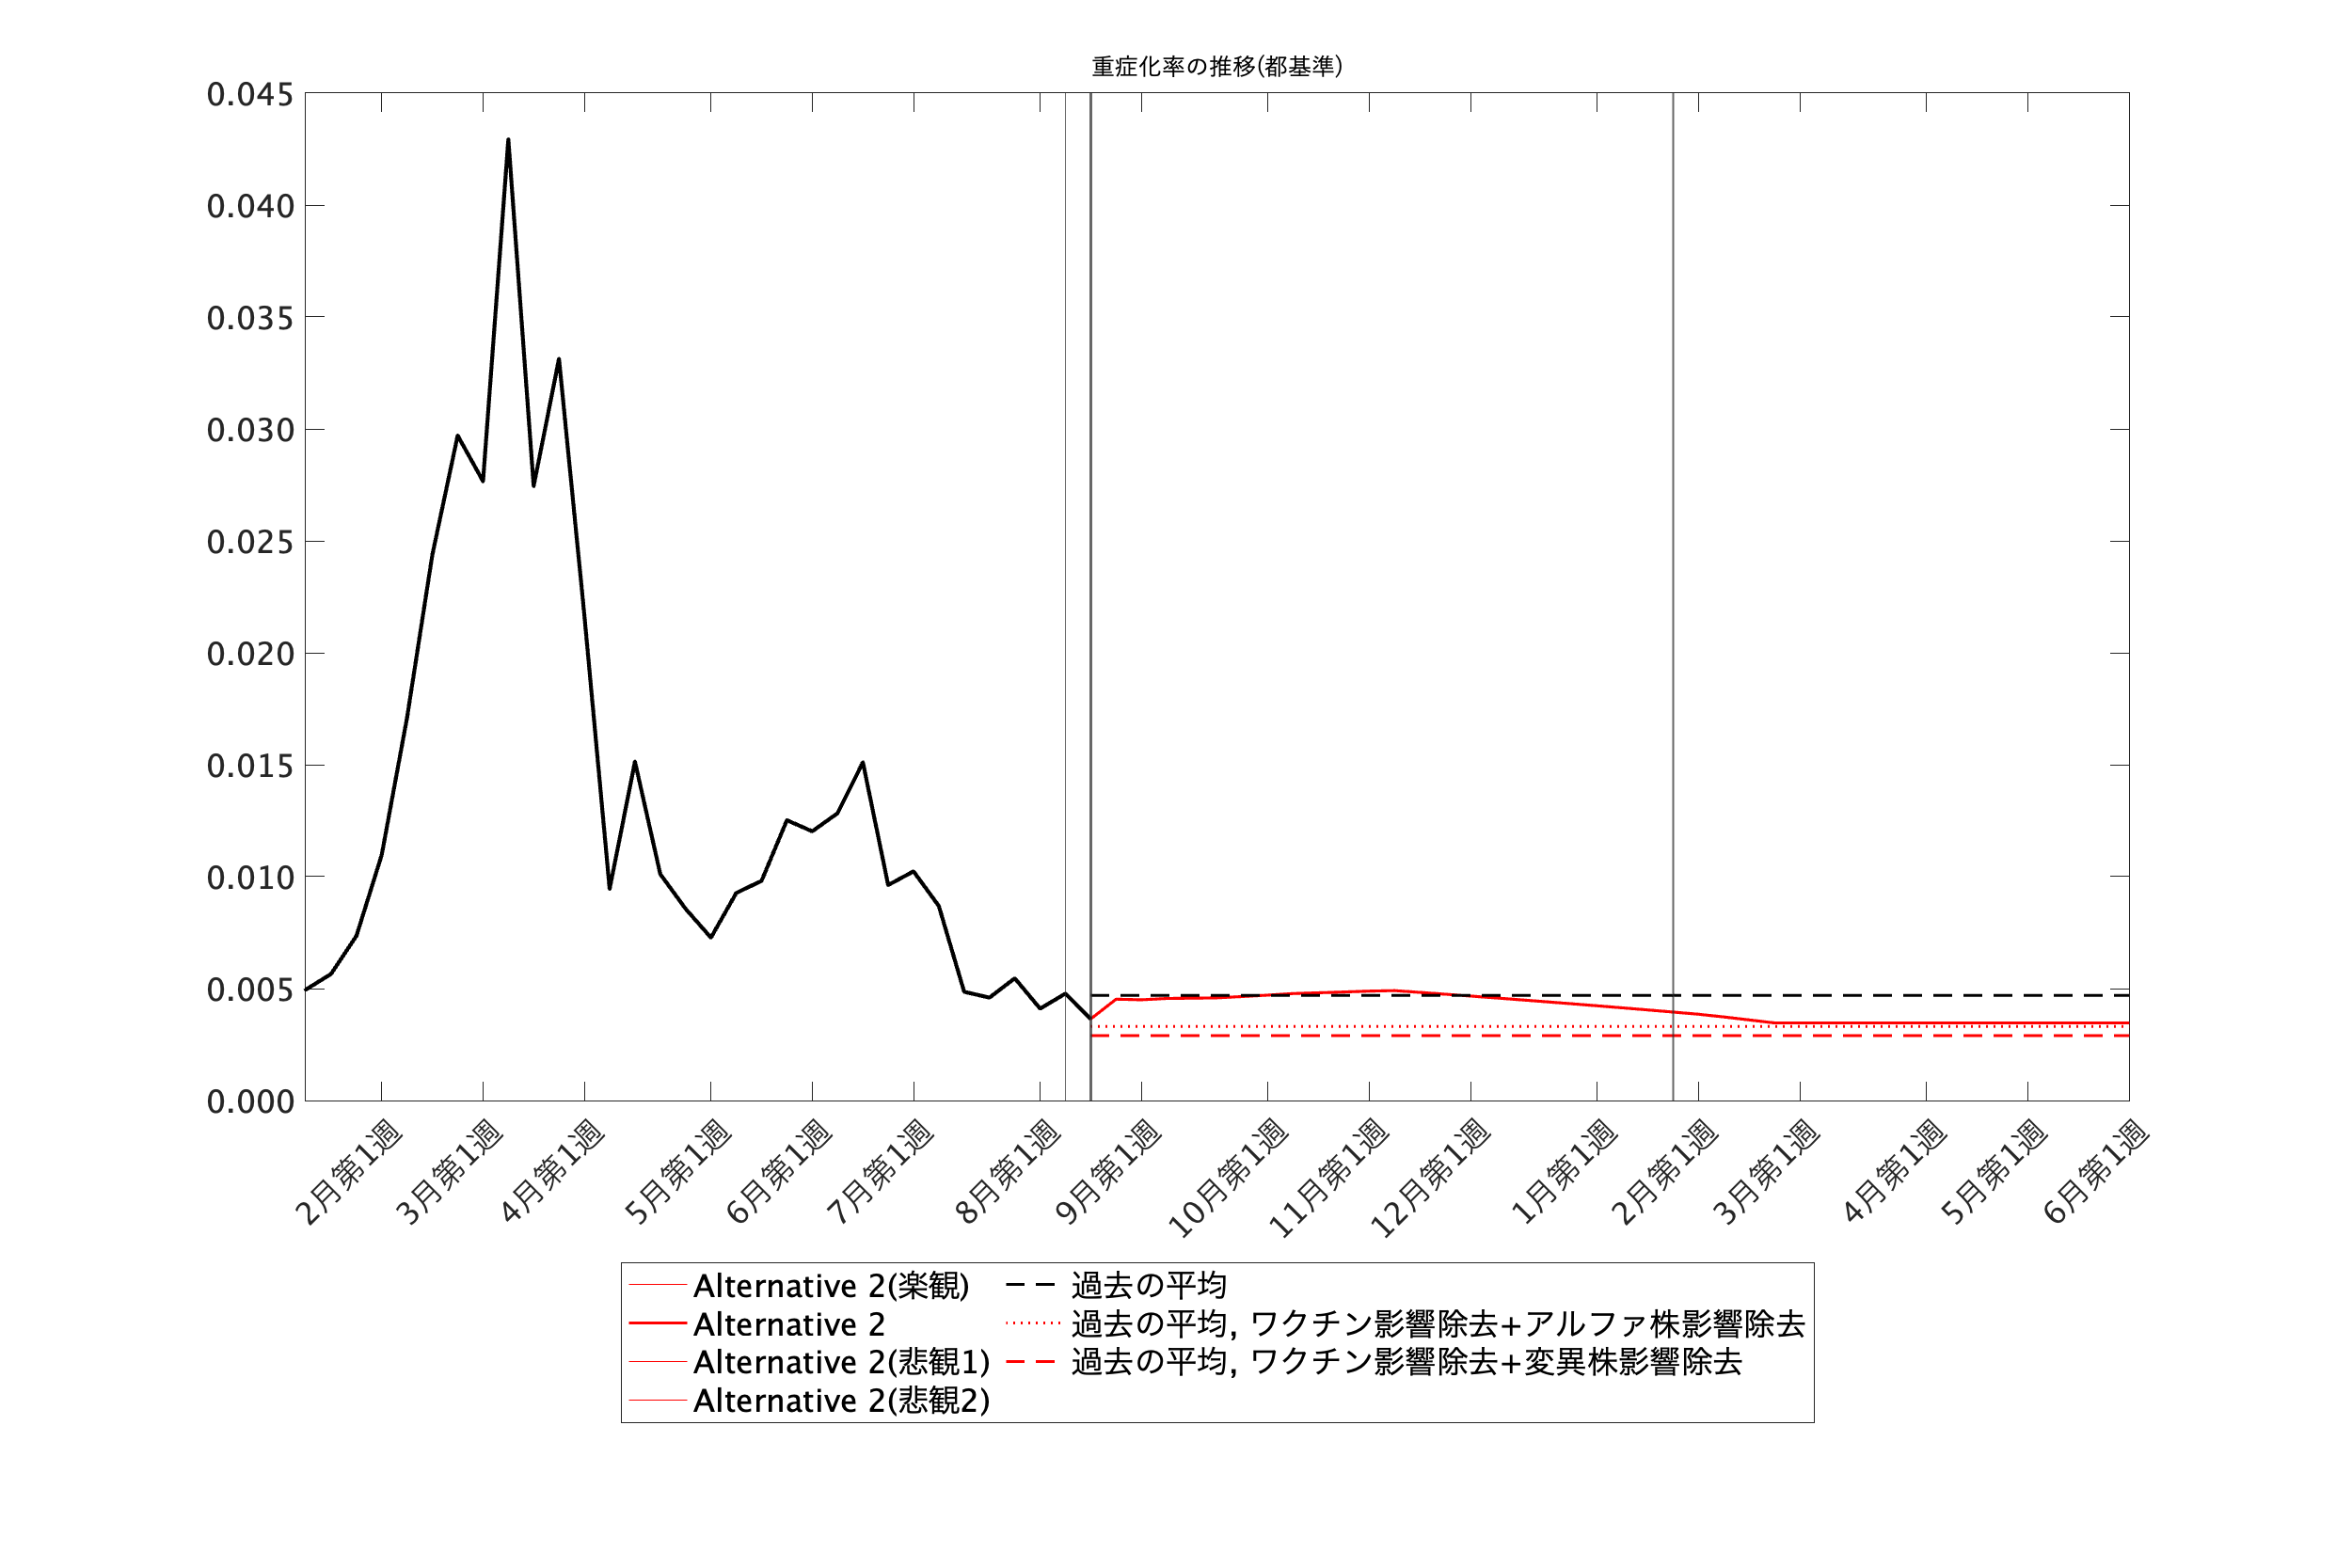 重症化率の推移(都基準)
0.045
0.040
0.035
0.030
0.025
0.020
0.015
0.010
0.005
0.000
2月第1週
3月第1週
4月第1週
5月第1週
6月第1週
7月第1週
8月第1週
9月第1週
10月第1週
11月第1週
12月第1週
1月第1週
2月第1週
3月第1週
4月第1週
5月第1週
6月第1週
Alternative 2(楽観)
Alternative 2
Alternative 2(悲観1)
Alternative 2(悲観2)
過去の平均
過去の平均, ワクチン影響除去+アルファ株影響除去
過去の平均, ワクチン影響除去+変異株影響除去